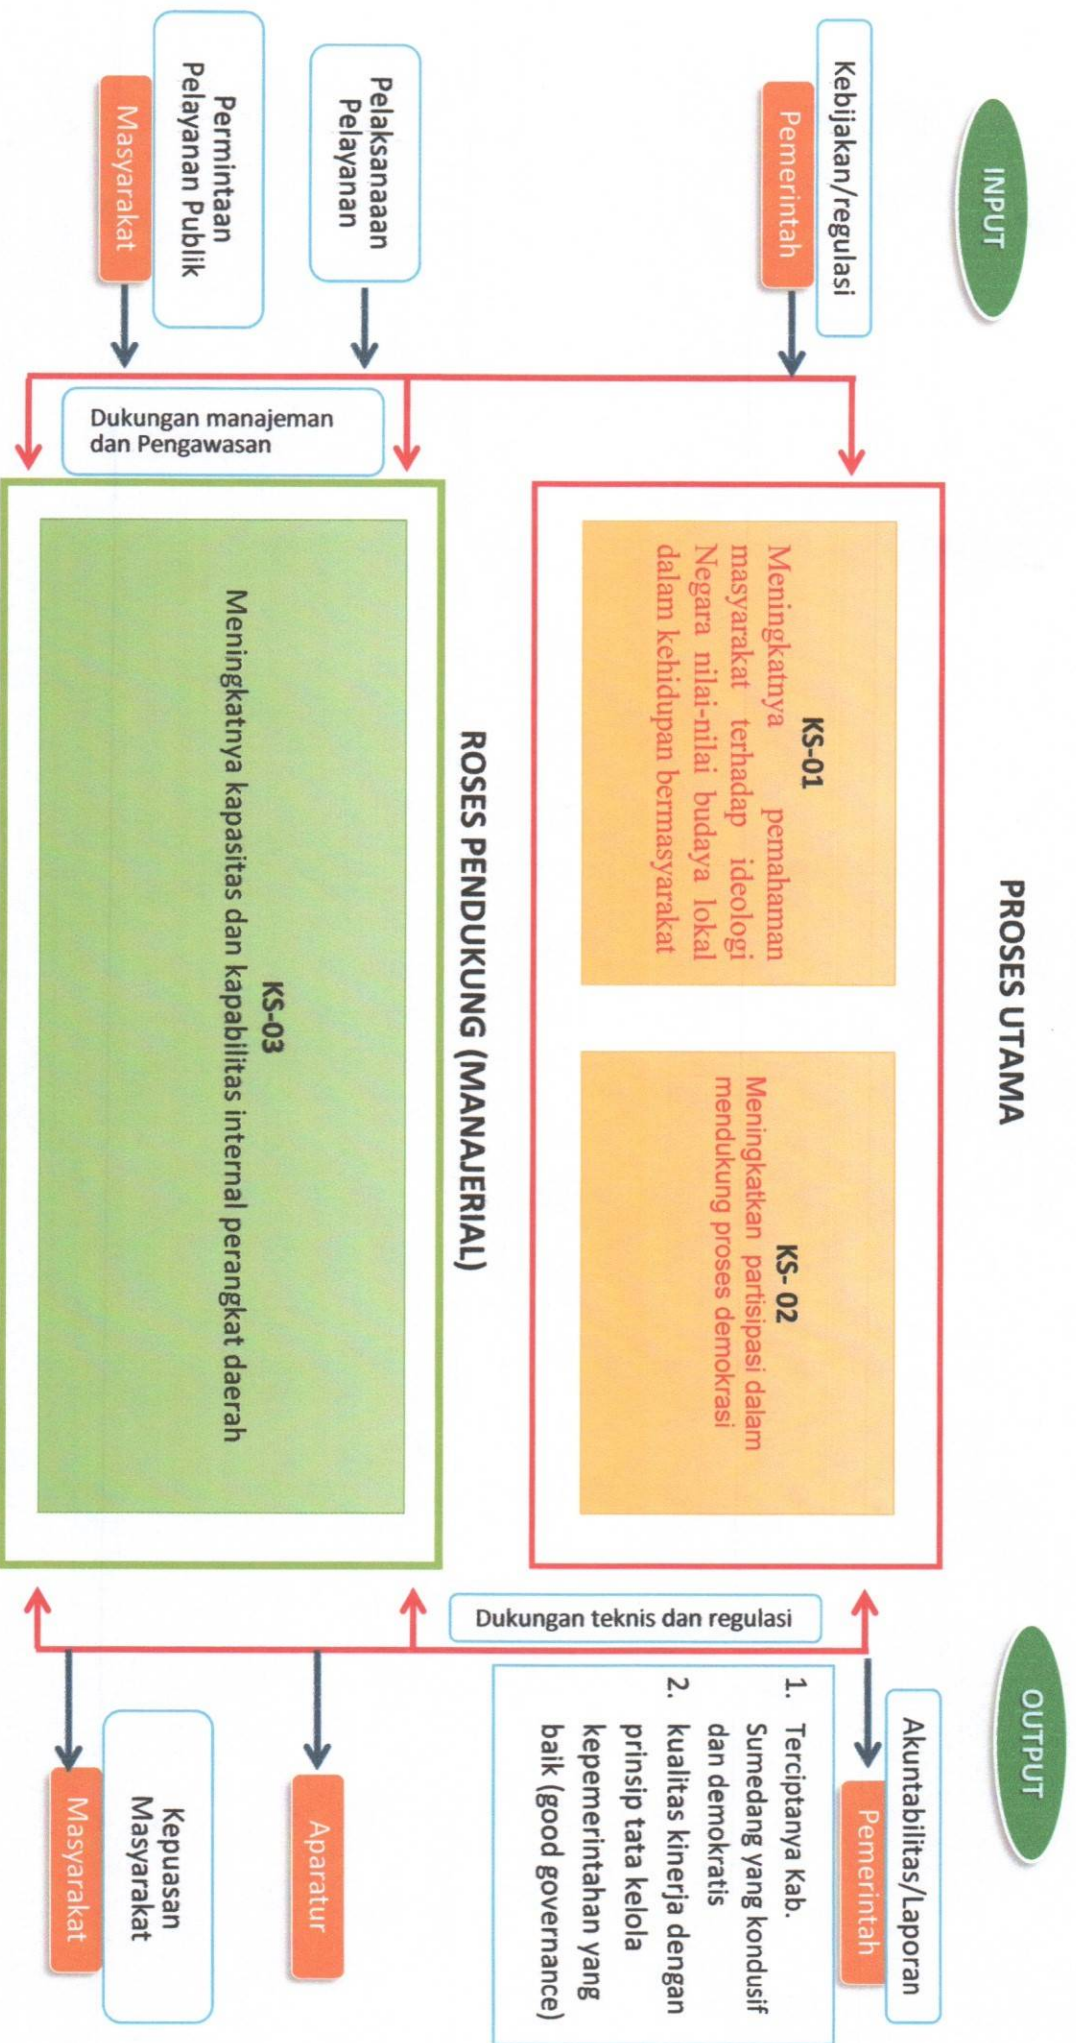 INPUT
Kebijakan/regulasi
Pemerintah
Pelaksanaaan
Pelayanan
Permintaan
Pelayanan Publik
Masyarakat
Dukungan manajeman
dan Pengawasan
PROSES UTAMA
KS-01
Meningkatnya pemahaman
masyarakat terhadap ideologi
Negara nilai-nilai budaya lokal
dalam kehidupan bermasyarakat
KS- 02
Meningkatkan partisipasi dalam
mendukung proses demokrasi
ROSES PENDUKUNG (MANAJERIAL)
KS-03
Meningkatnya kapasitas dan kapabilitas internal perangkat daerah
Dukungan teknis dan regulasi
OUTPUT
Akuntabilitas/Laporan
Pemerintah
1. Terciptanya Kab.
Sumedang yang kondusif
dan demokratis
2. kualitas kinerja dengan
prinsip tata kelola
kepemerintahan yang
baik (good governance)
Aparatur
Kepuasan
Masyarakat
Masyarakat